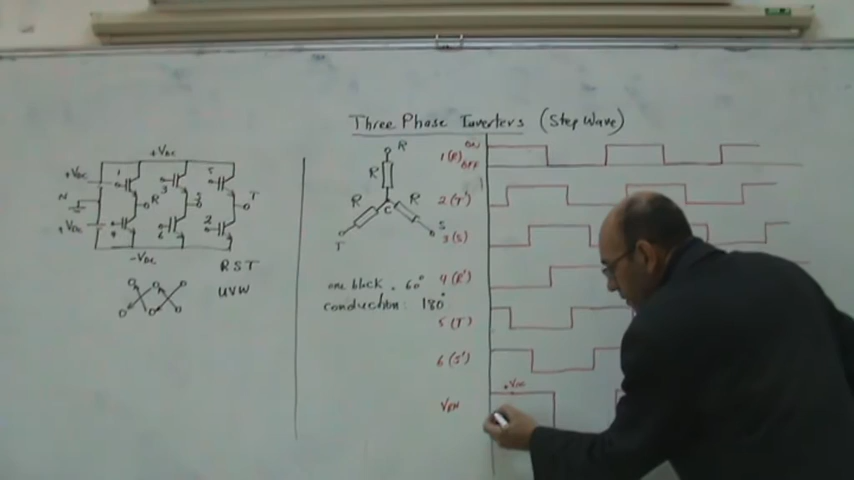 Three Phase Inverters (Step Wave)
+VDC
+VDC
N
+VDC
-VDC
1
3
5
4
6
2
R
S
T
R S T
U V W
R
R
R
R
C
T
S
one block = 60°
conduction: 180°
1(R) ON
OFF
2(T')
3(S)
4(R')
5(T)
6(S')
+VDC
VRN